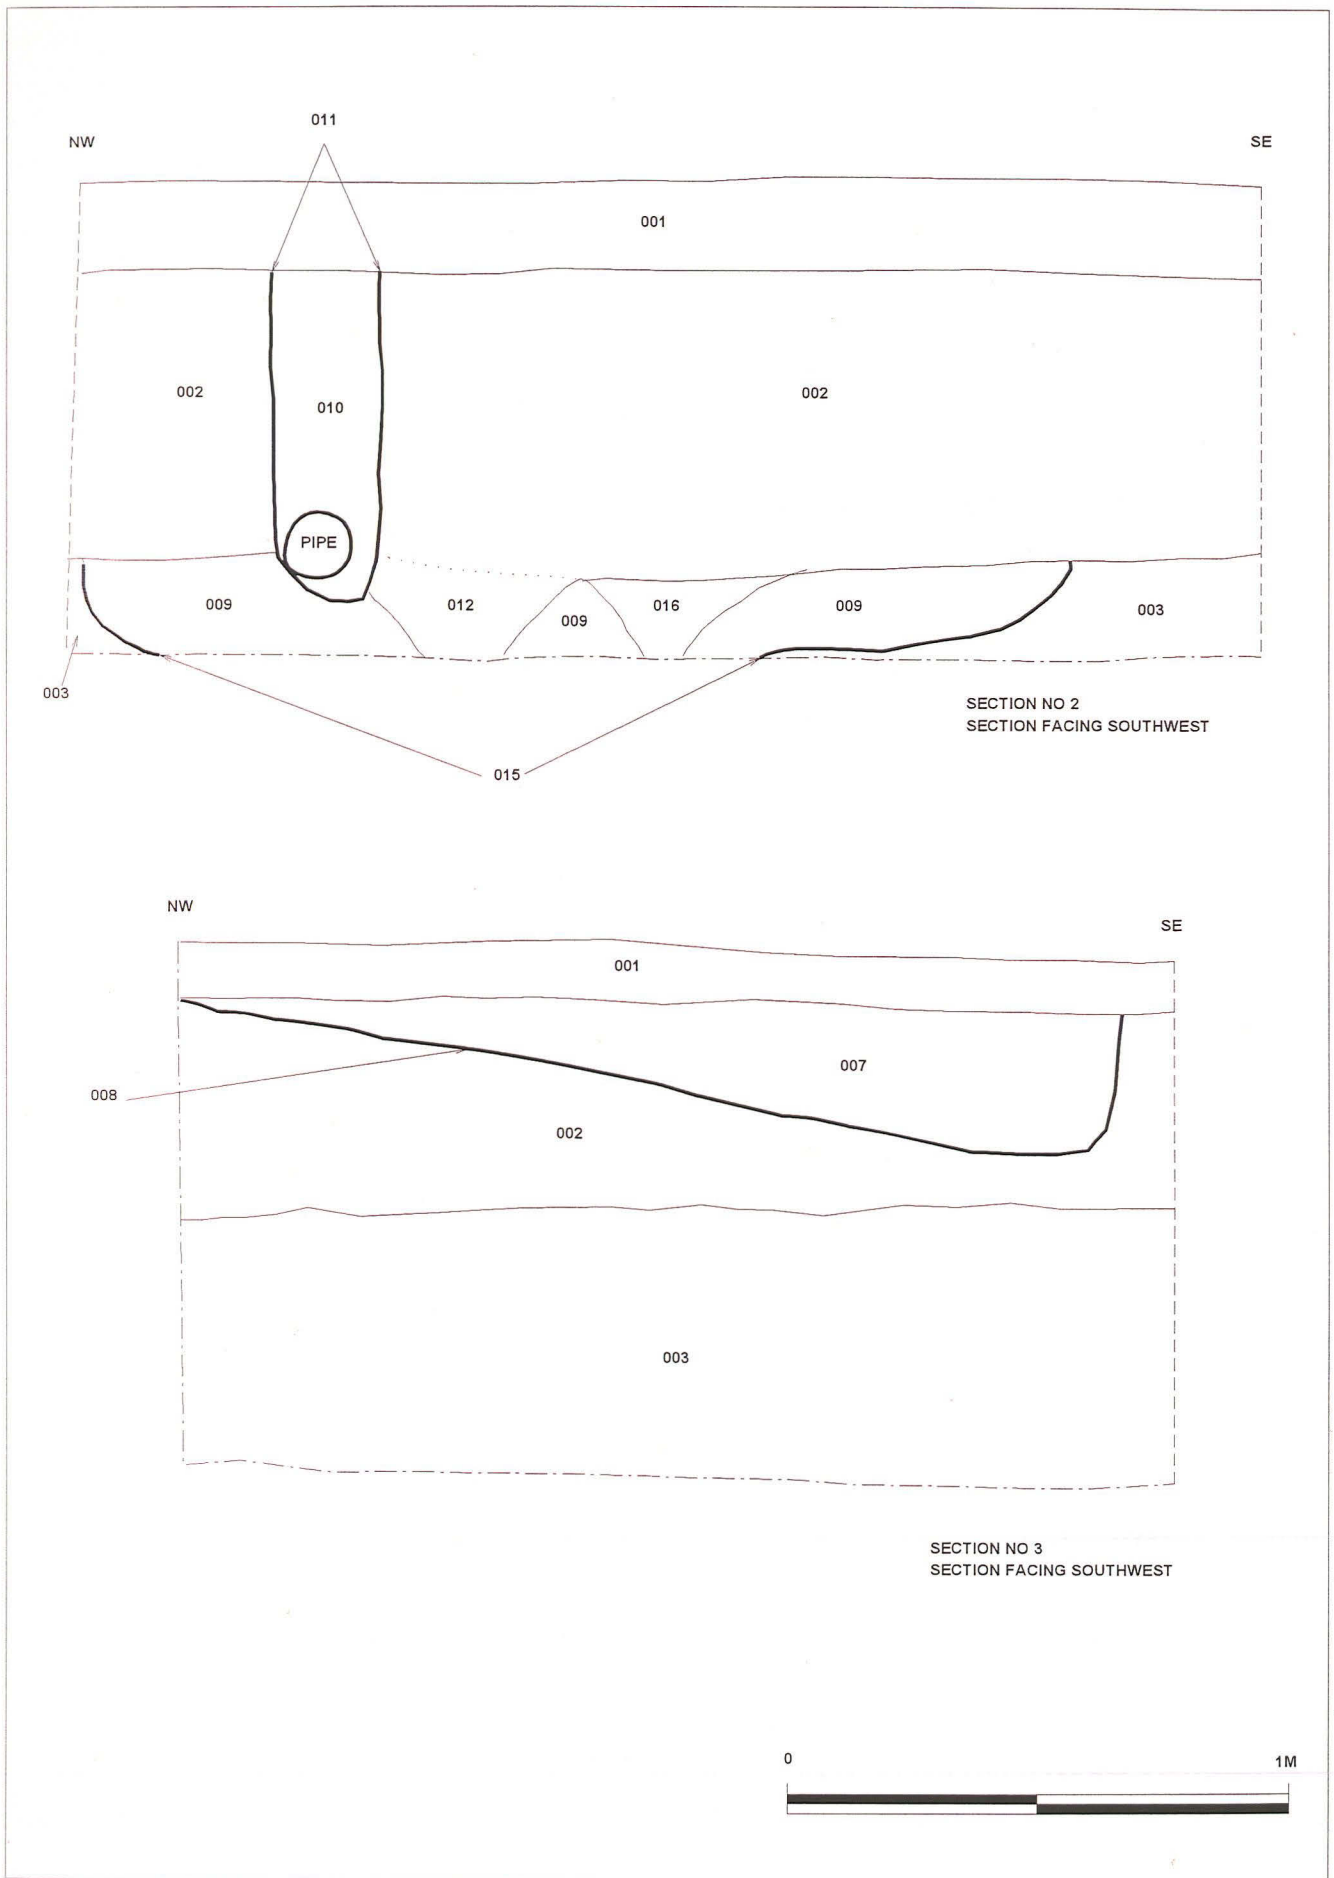 011
NW
SE
001
002
010
002
PIPE
009
012
009
016
009
003
003
SECTION NO 2
SECTION FACING SOUTHWEST
015
NW
SE
001
007
008
002
003
SECTION NO 3
SECTION FACING SOUTHWEST
0
1M